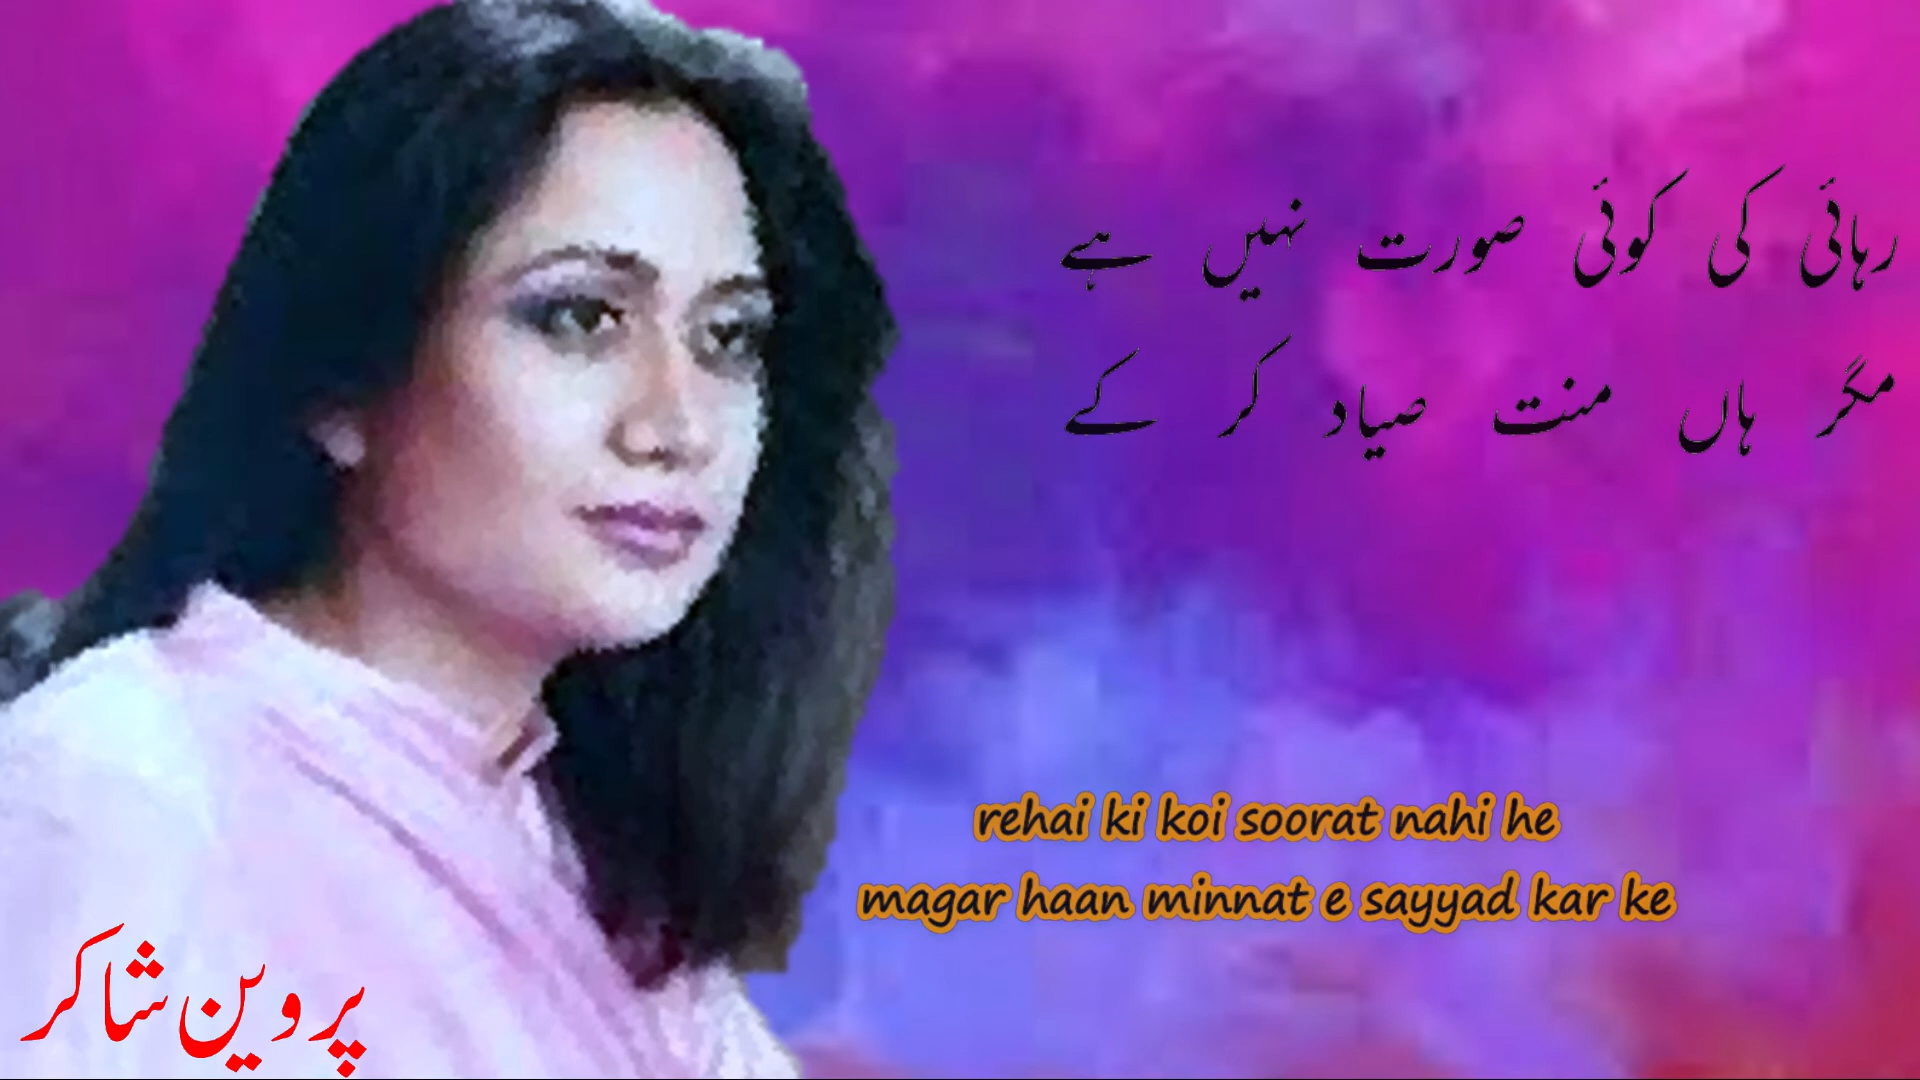 رہائی کی کوئی صورت نہیں ہے
مگر ہاں منت صیاد کر کے
rehai ki koi soorat nahi he
magar haan minnat e sayyad kar ke
پروین شاکر